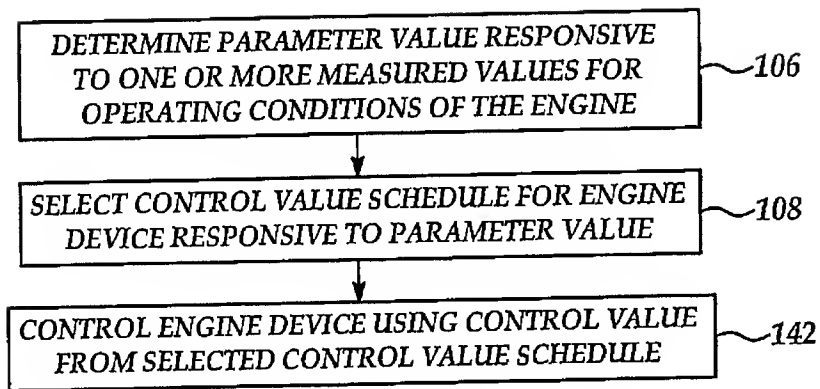 DETERMINE PARAMETER VALUE RESPONSIVE
TO ONE OR MORE MEASURED VALUES FOR
OPERATING CONDITIONS OF THE ENGINE
106
SELECT CONTROL VALUE SCHEDULE FOR ENGINE
DEVICE RESPONSIVE TO PARAMETER VALUE
108
CONTROL ENGINE DEVICE USING CONTROL VALUE
FROM SELECTED CONTROL VALUE SCHEDULE
142